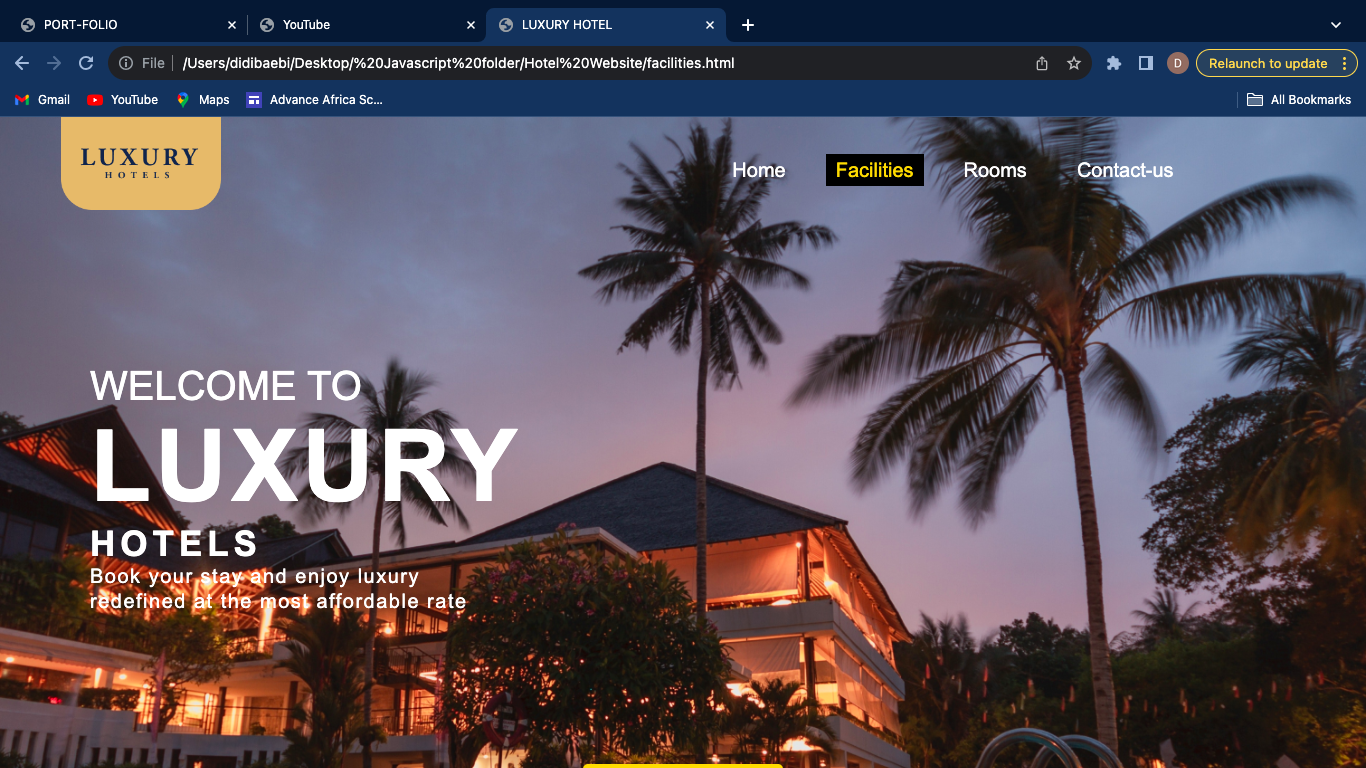 PORT-FOLIO
YouTube
LUXURY HOTEL
File
/Users/didibaebi/Desktop/%20Javascript%20folder/Hotel%20Website/facilities.html
D
Relaunch to update
Gmail
YouTube
Maps
Advance Africa Sc...
All Bookmarks
LUXURY
HOTELS
Home
Facilities
Rooms
Contact-us
WELCOME TO
LUXURY
HOTELS
Book your stay and enjoy luxury
redefined at the most affordable rate